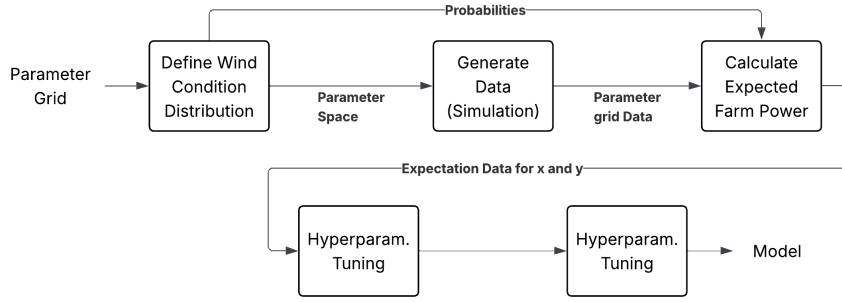 Probabilities
Parameter
Grid
Define Wind
Condition
Distribution
Parameter
Space
Generate
Data
(Simulation)
Parameter
grid Data
Calculate
Expected
Farm Power
Expectation Data for x and y
Hyperparam.
Tuning
Hyperparam.
Tuning
Model